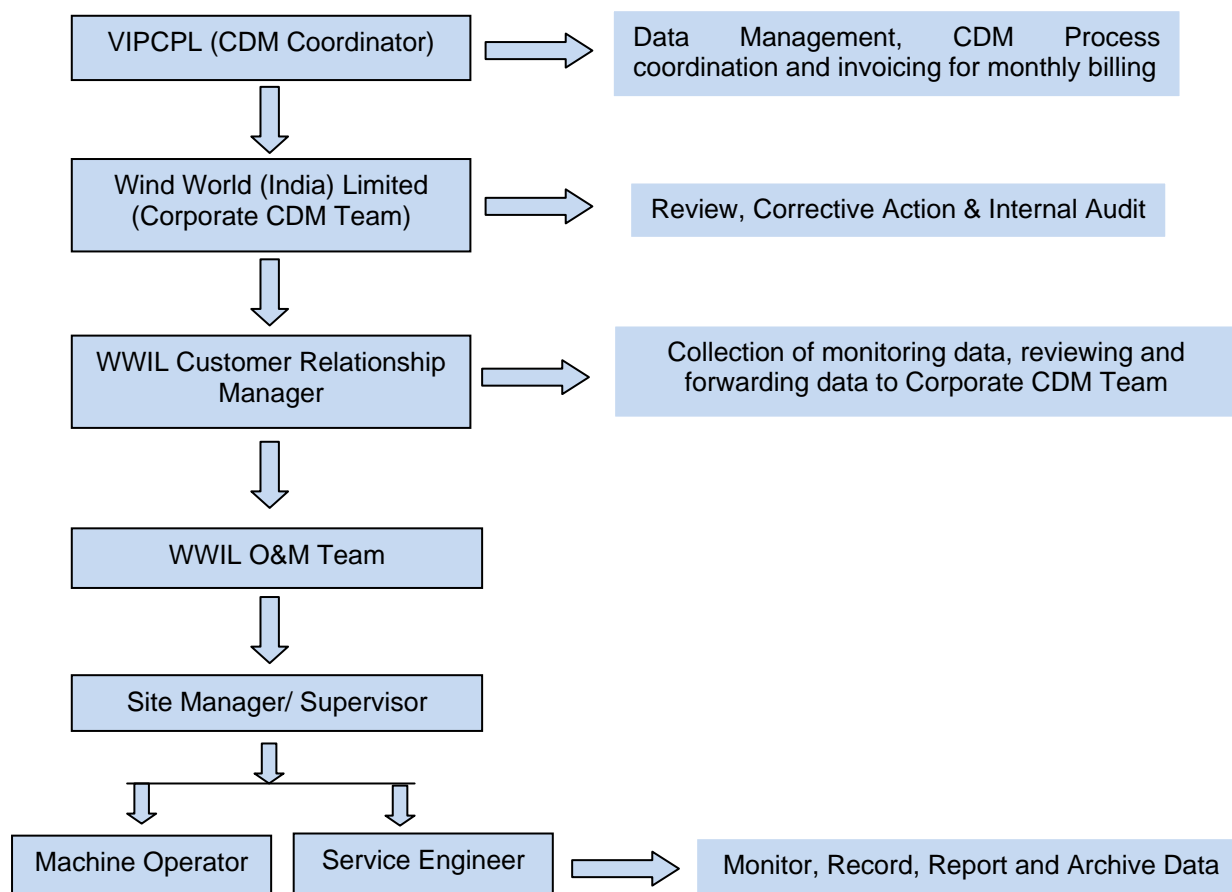 VIPCPL (CDM Coordinator)
Data Management, CDM Process
coordination and invoicing for monthly billing
Wind World (India) Limited
(Corporate CDM Team)
Review, Corrective Action & Internal Audit
WWIL Customer Relationship
Manager
Collection of monitoring data, reviewing and
forwarding data to Corporate CDM Team
WWIL O&M Team
Site Manager/ Supervisor
Machine Operator
Service Engineer
Monitor, Record, Report and Archive Data